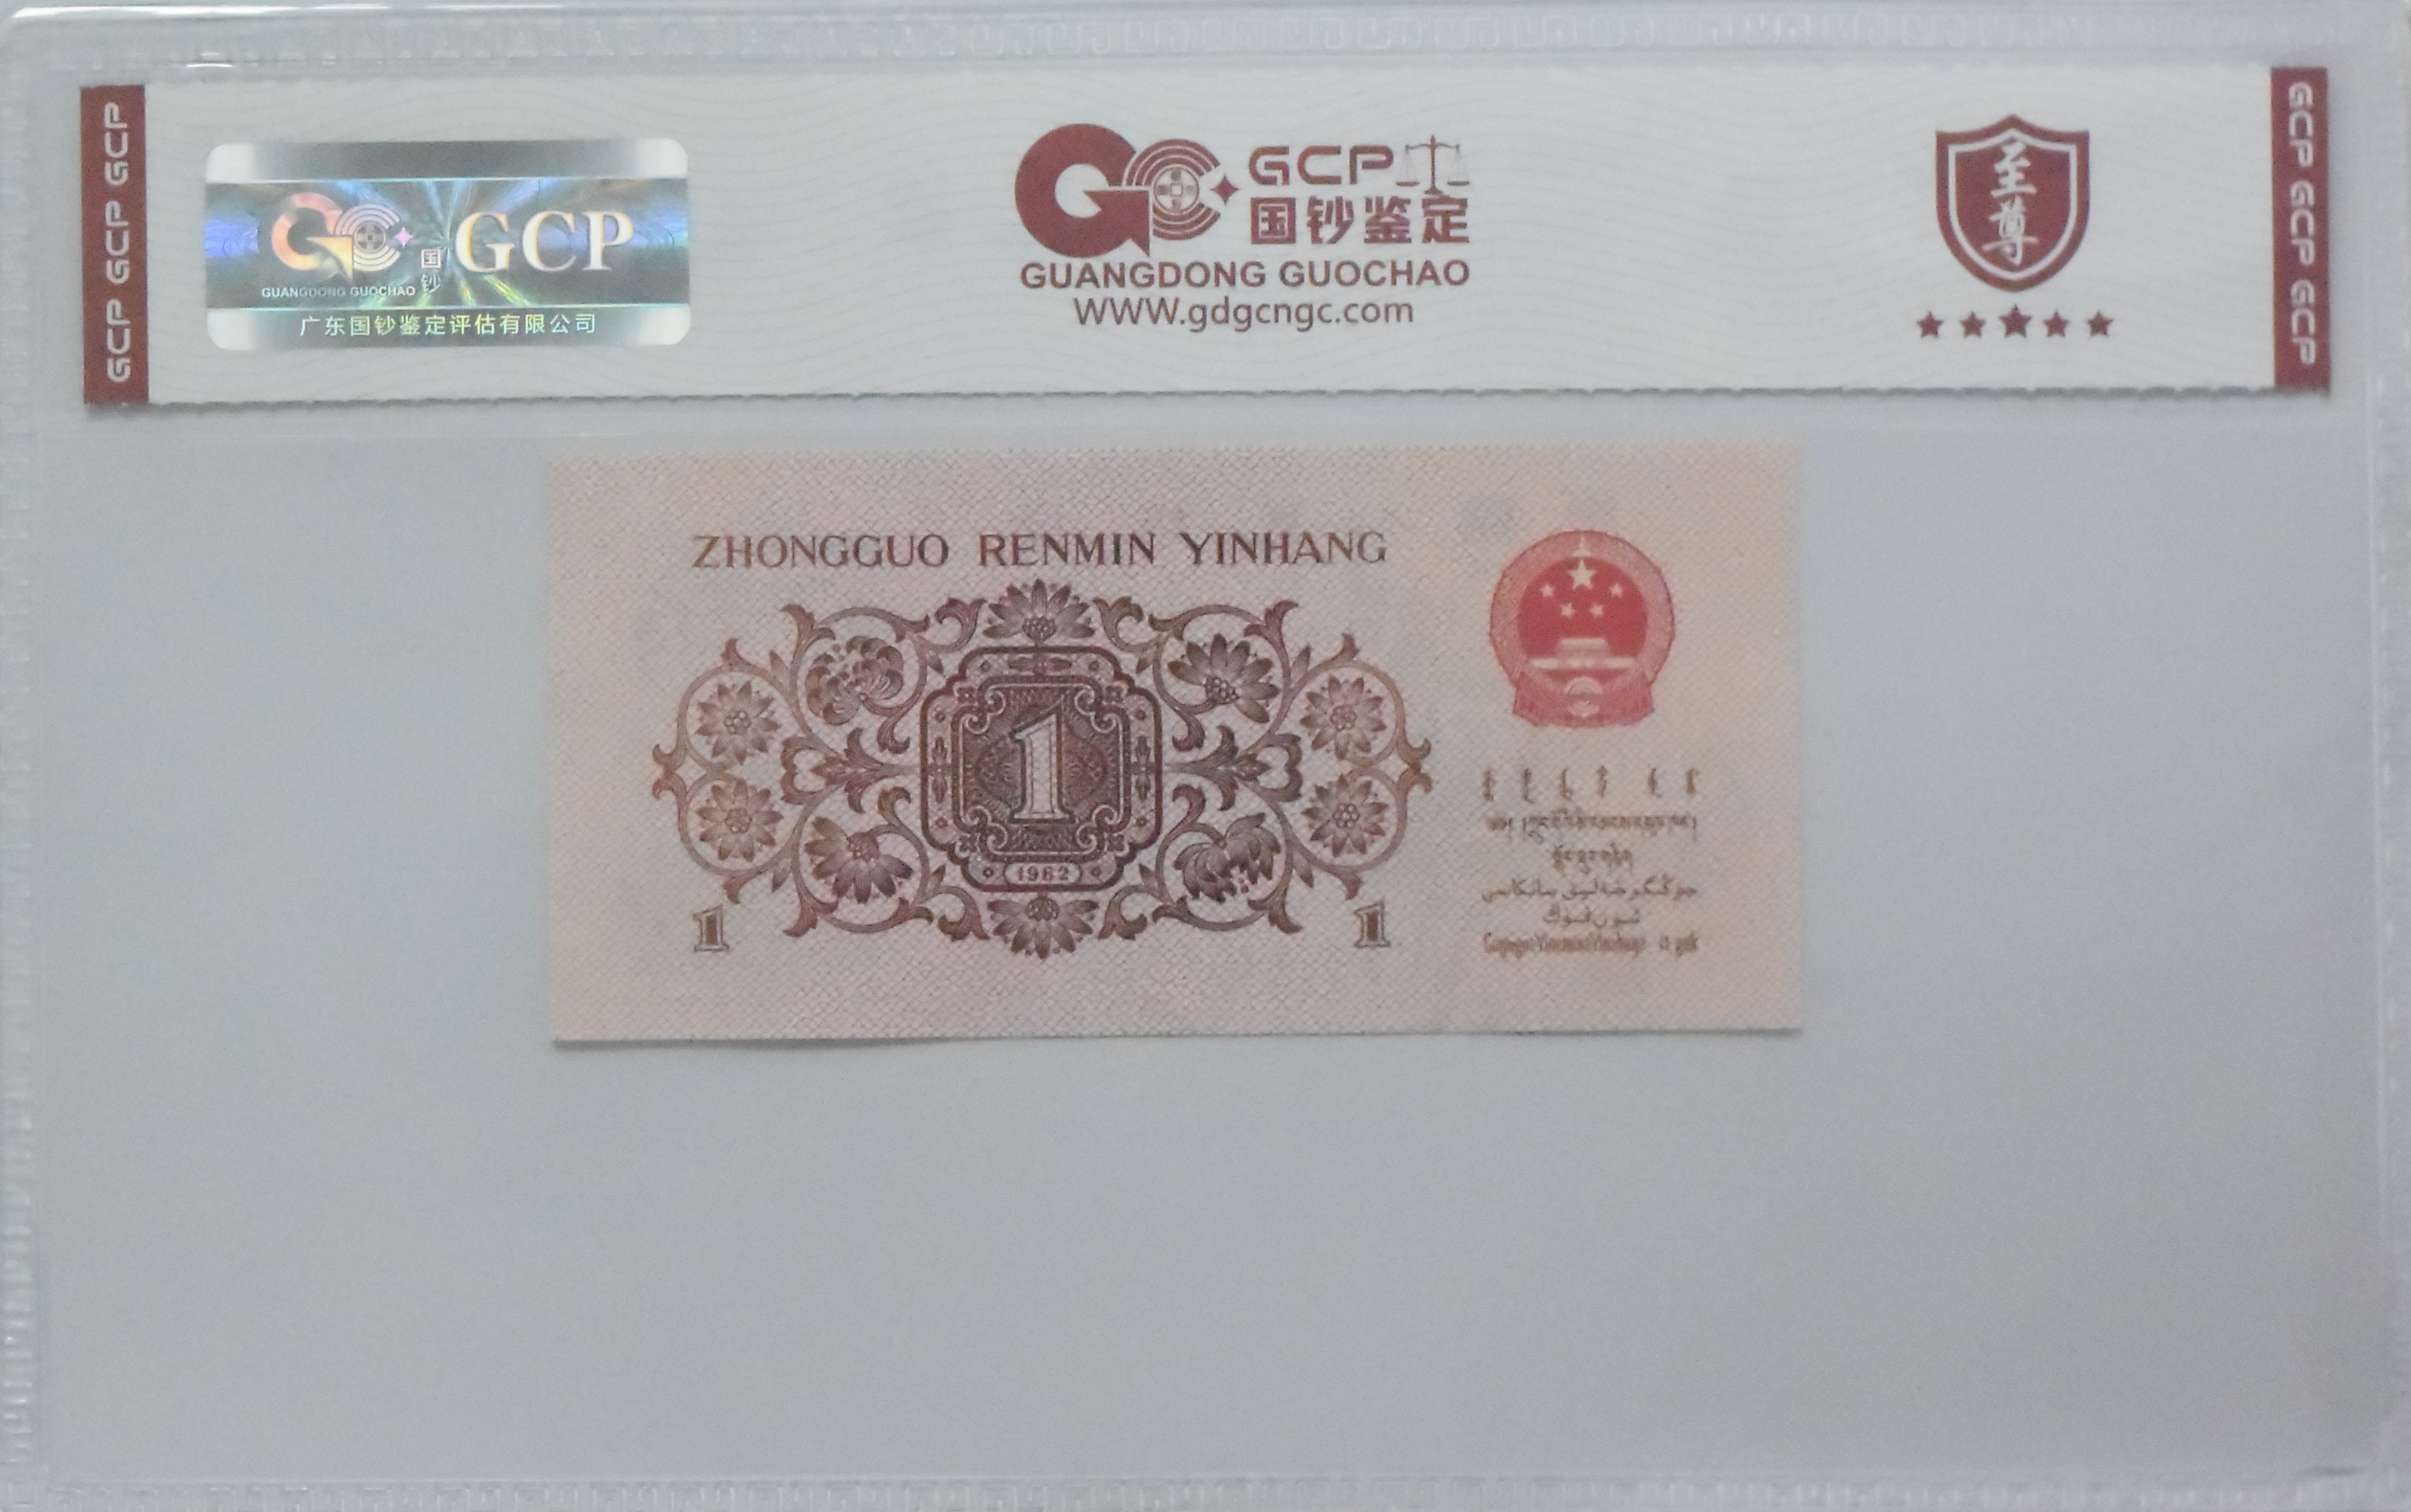 GCP GCP GCP
GUANGDONG GUOCHAO
国钞
GCP
广东国钞鉴定评估有限公司
GCP
国钞鉴定
GUANGDONG GUOCHAO
WWW.gdgcngc.com
至尊
GCP GCP GCP
ZHONGGUO RENMIN YINHANG
1
1962
1 1